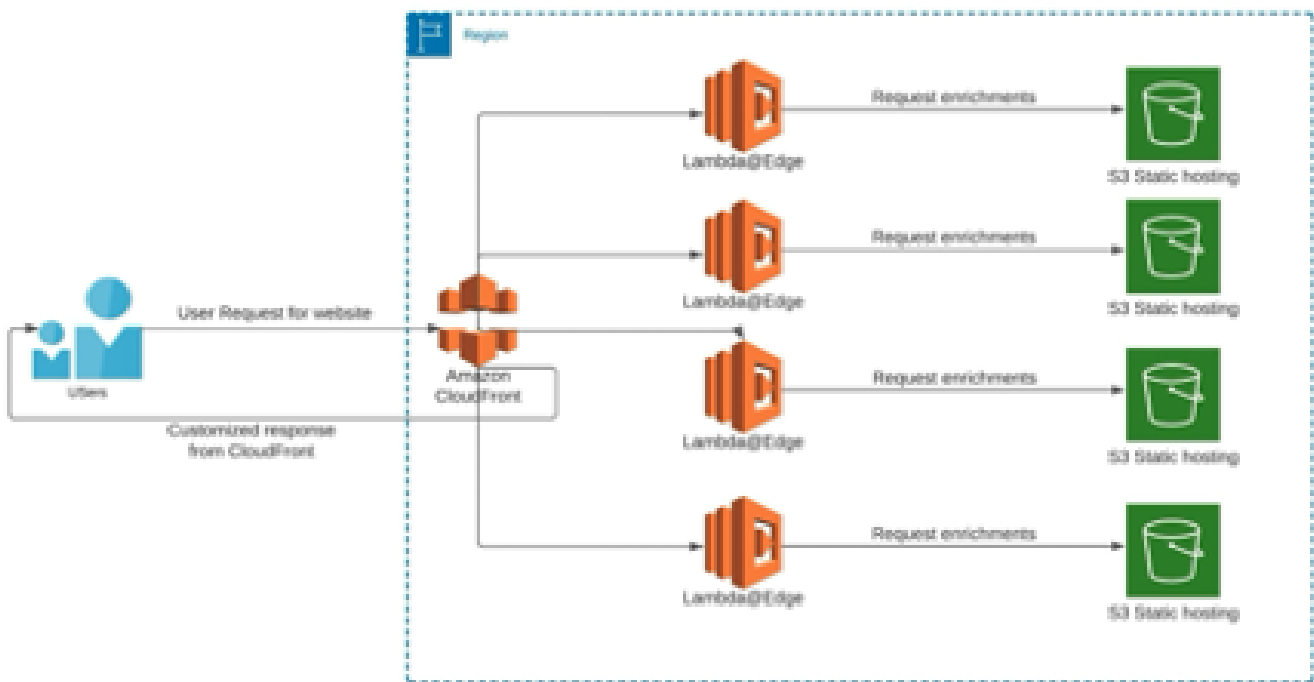 Region
Request enrichments
Lambda@Edge
S3 Static hosting
Request enrichments
Lambda@Edge
S3 Static hosting
User Request for website
Users
Amazon
CloudFront
Customized response
from CloudFront
Request enrichments
Lambda@Edge
S3 Static hosting
Request enrichments
Lambda@Edge
S3 Static hosting